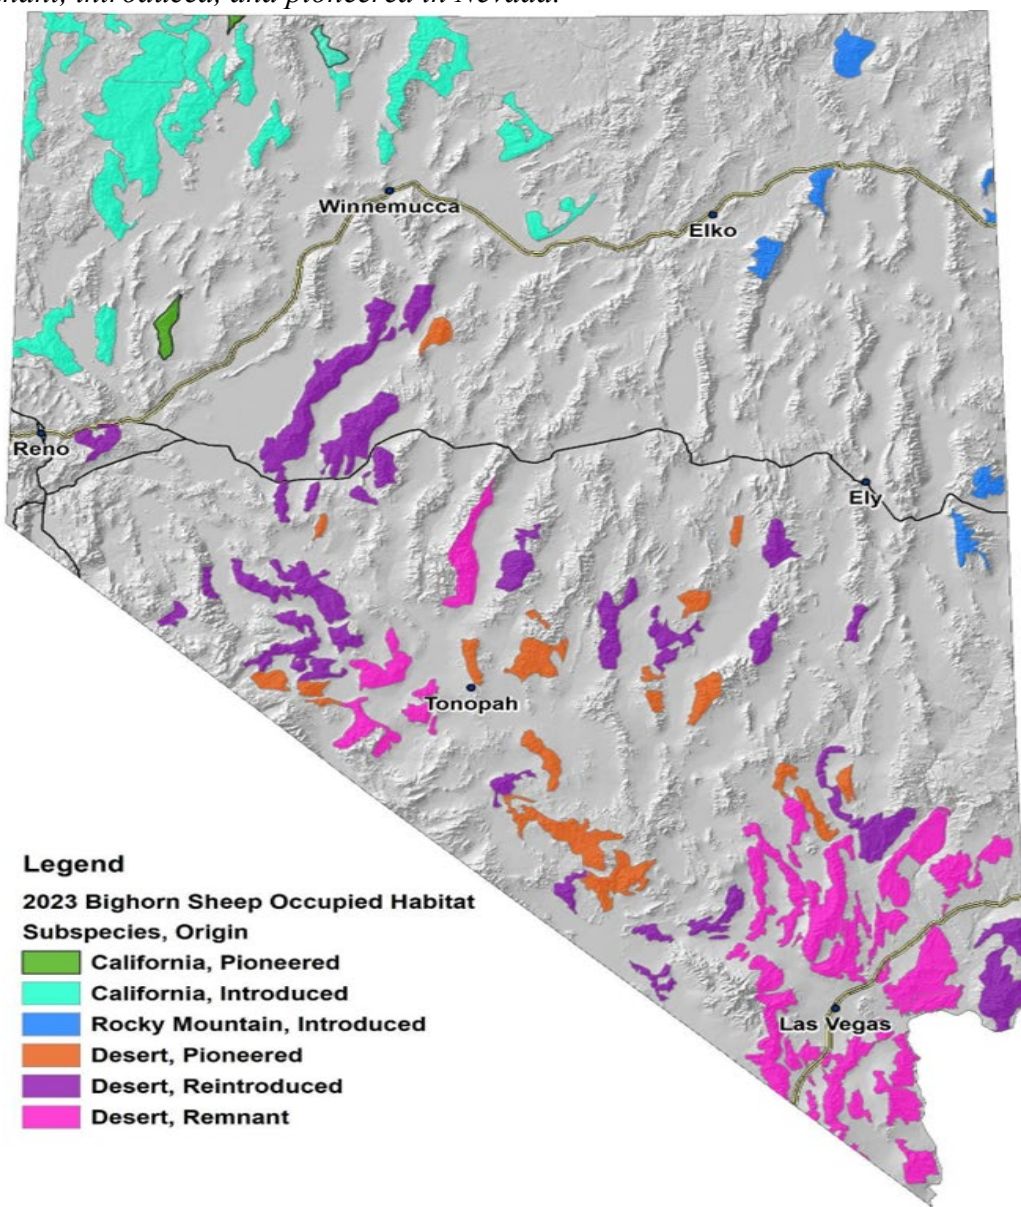 introduced, and pioneered in Nevada.
Winnemucca
Elko
Reno
Ely
Tonopah
Las Vegas
Legend
2023 Bighorn Sheep Occupied Habitat
Subspecies, Origin
California, Pioneered
California, Introduced
Rocky Mountain, Introduced
Desert, Pioneered
Desert, Reintroduced
Desert, Remnant